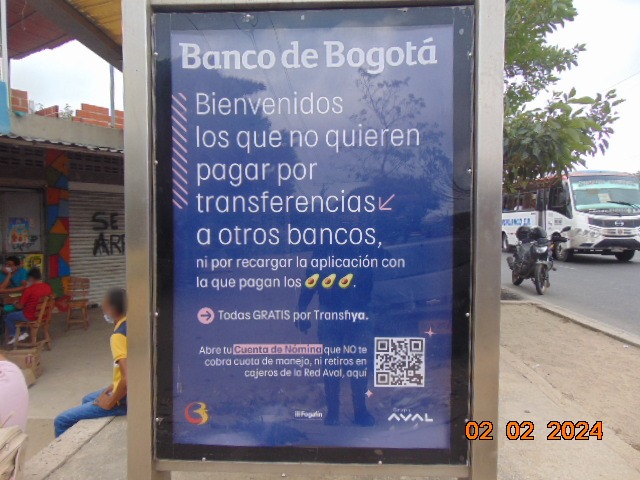 Banco de Bogotá
Bienvenidos
los que no quieren
pagar por
transferencias↙
a otros bancos,
ni por recargar la aplicación con
la que pagan los 🥑🥑🥑.
Todas GRATIS por Transfiya.
Abre tu Cuenta de Nómina que NO te
cobra cuota de manejo, ni retiros en
cajeros de la Red Aval, aquí
Fogafín
Grupo
AVAL
02 02 2024